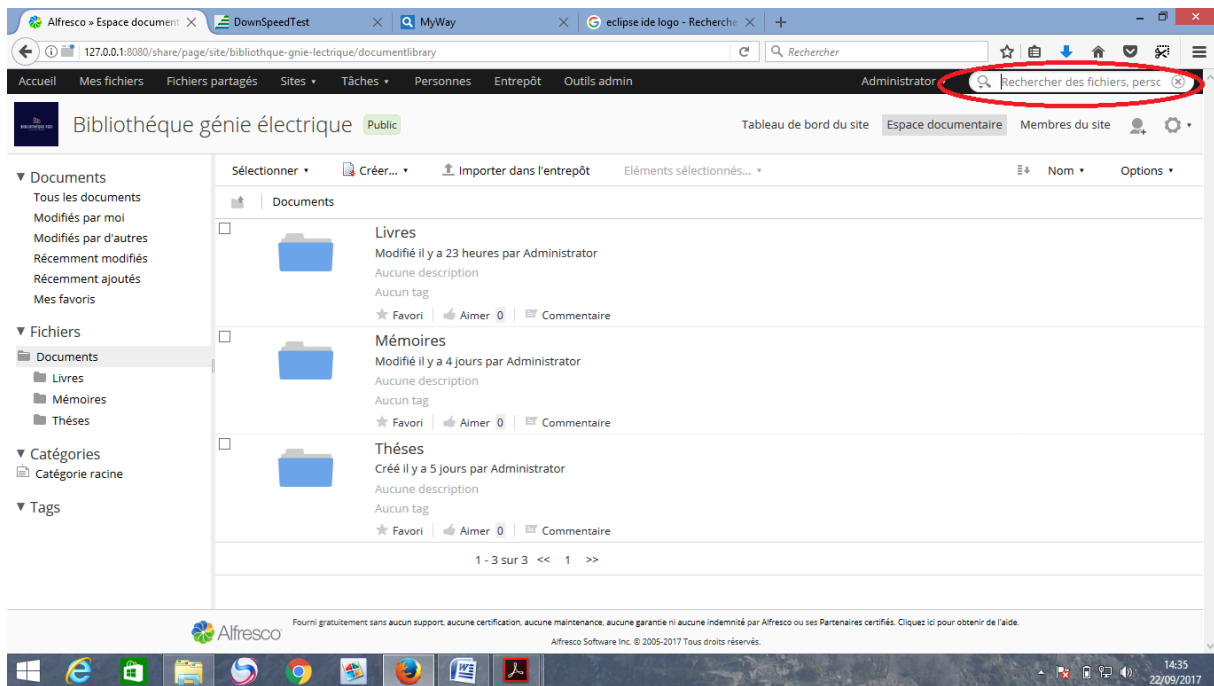 Alfresco » Espace document
DownSpeedTest
MyWay
eclipse ide logo - Recherche
127.0.0.1:8080/share/page/site/bibliothque-gnie-lectrique/documentlibrary
Rechercher
Accueil Mes fichiers Fichiers partagés Sites Tâches Personnes Entrepôt Outils admin Administrator Rechercher des fichiers, persc
Bibliothéque génie électrique Public Tableau de bord du site Espace documentaire Membres du site
Sélectionner Créer... Importer dans l'entrepôt Eléments sélectionnés... Nom Options
Documents
Documents
Tous les documents
Modifiés par moi
Modifiés par d'autres
Récemment modifiés
Récemment ajoutés
Mes favoris
Fichiers
Documents
Livres
Mémoires
Théses
Catégories
Catégorie racine
Tags
Livres
Modifié il y a 23 heures par Administrator
Aucune description
Aucun tag
Favori Aimer 0 Commentaire
Mémoires
Modifié il y a 4 jours par Administrator
Aucune description
Aucun tag
Favori Aimer 0 Commentaire
Théses
Créé il y a 5 jours par Administrator
Aucune description
Aucun tag
Favori Aimer 0 Commentaire
1 - 3 sur 3 << 1 >>
Alfresco
Fourni gratuitement sans aucun support, aucune certification, aucune maintenance, aucune garantie ni aucune indemnité par Alfresco ou ses Partenaires certifiés. Cliquez ici pour obtenir de l'aide.
Alfresco Software Inc. © 2005-2017 Tous droits réservés.
14:35
22/09/2017